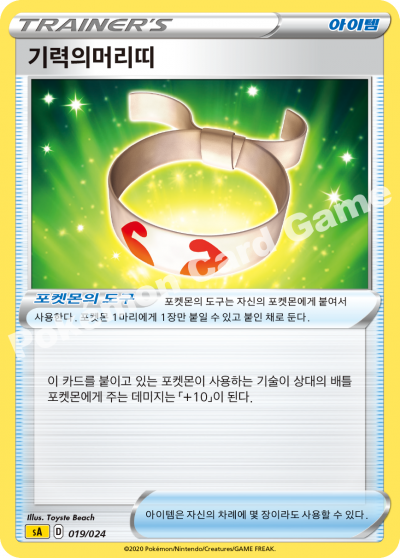 TRAINER'S 아이템
기력의머리띠
포켓몬의 도구 포켓몬의 도구는 자신의 포켓몬에게 붙여서
사용한다. 포켓몬 1마리에게 1장만 붙일 수 있고 붙인 채로 둔다.
이 카드를 붙이고 있는 포켓몬이 사용하는 기술이 상대의 배틀
포켓몬에게 주는 데미지는 「+10」이 된다.
Illus. Toyste Beach
sA D 019/024
아이템은 자신의 차례에 몇 장이라도 사용할 수 있다.
©2020 Pokémon/Nintendo/Creatures/GAME FREAK.
Pokémon Card Game